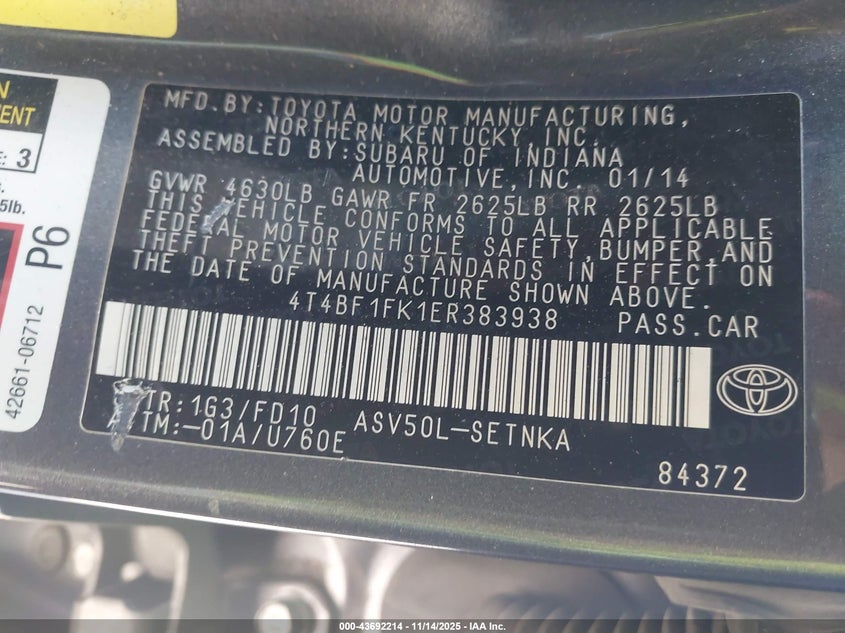 MFD.BY:TOYOTA MOTOR MANUFACTURING,
NORTHERN KENTUCKY,INC.
ASSEMBLED BY:SUBARU OF INDIANA
AUTOMOTIVE,INC. 01/14
GVWR 4630LB GAWR FR 2625LB RR 2625LB
THIS VEHICLE CONFORMS TO ALL APPLICABLE
FEDERAL MOTOR VEHICLE SAFETY,BUMPER,AND
THEFT PREVENTION STANDARDS IN EFFECT ON
THE DATE OF MANUFACTURE SHOWN ABOVE.
4T4BF1FK1ER383938 PASS.CAR
TR:1G3/FD10 ASV50L-SETNKA
TM:-01A/U760E
84372
3
5lb.
P6
42661-06712
000-43692214 - 11/14/2025 - IAA Inc.